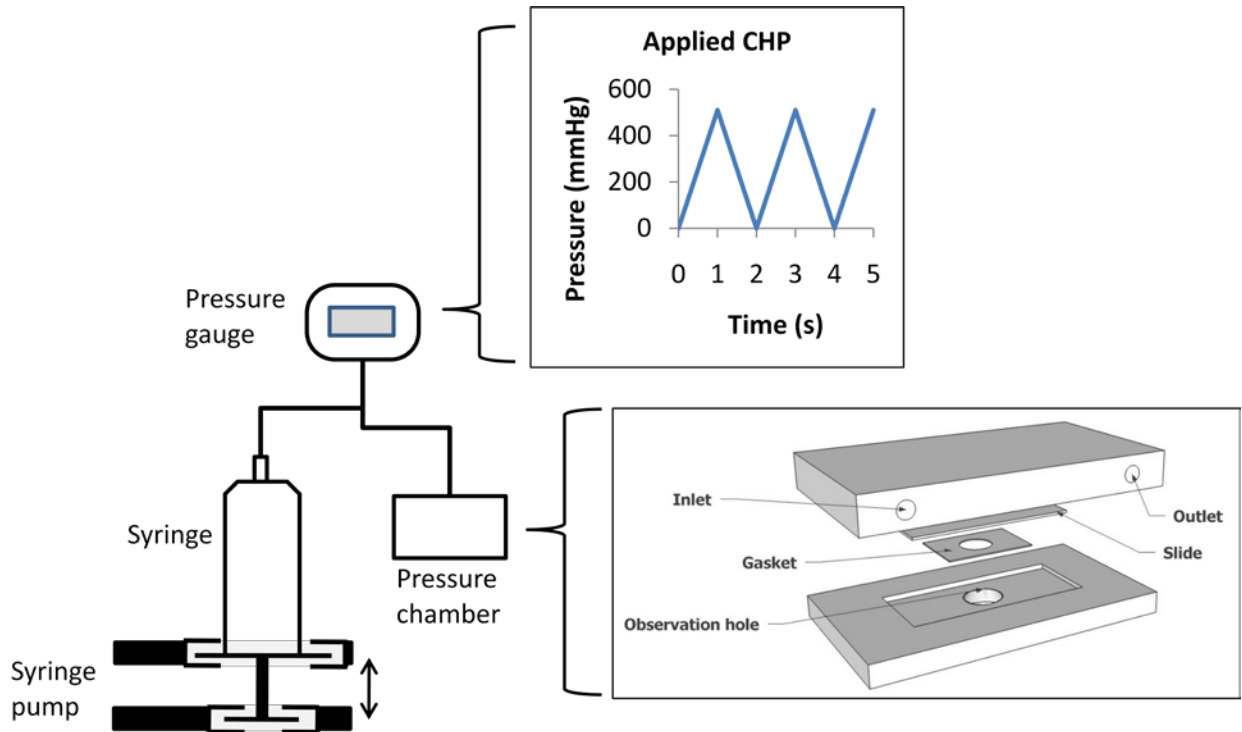 Applied CHP
Pressure (mmHg)
600
400
200
0
0 1 2 3 4 5
Time (s)
Pressure
gauge
Syringe
Pressure
chamber
Syringe
pump
Inlet
Outlet
Slide
Gasket
Observation hole